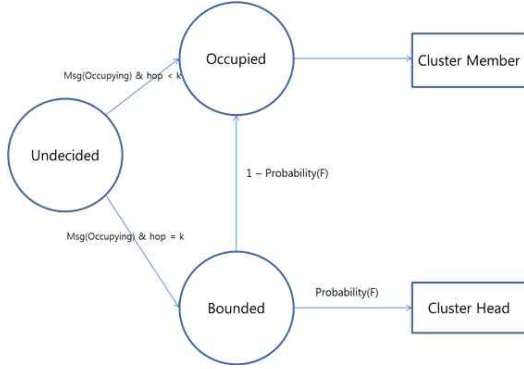 Occupied
Cluster Member
Msg(Occupying) & hop < k
Undecided
1 – Probability(F)
Msg(Occupying) & hop = k
Probability(F)
Bounded
Cluster Head